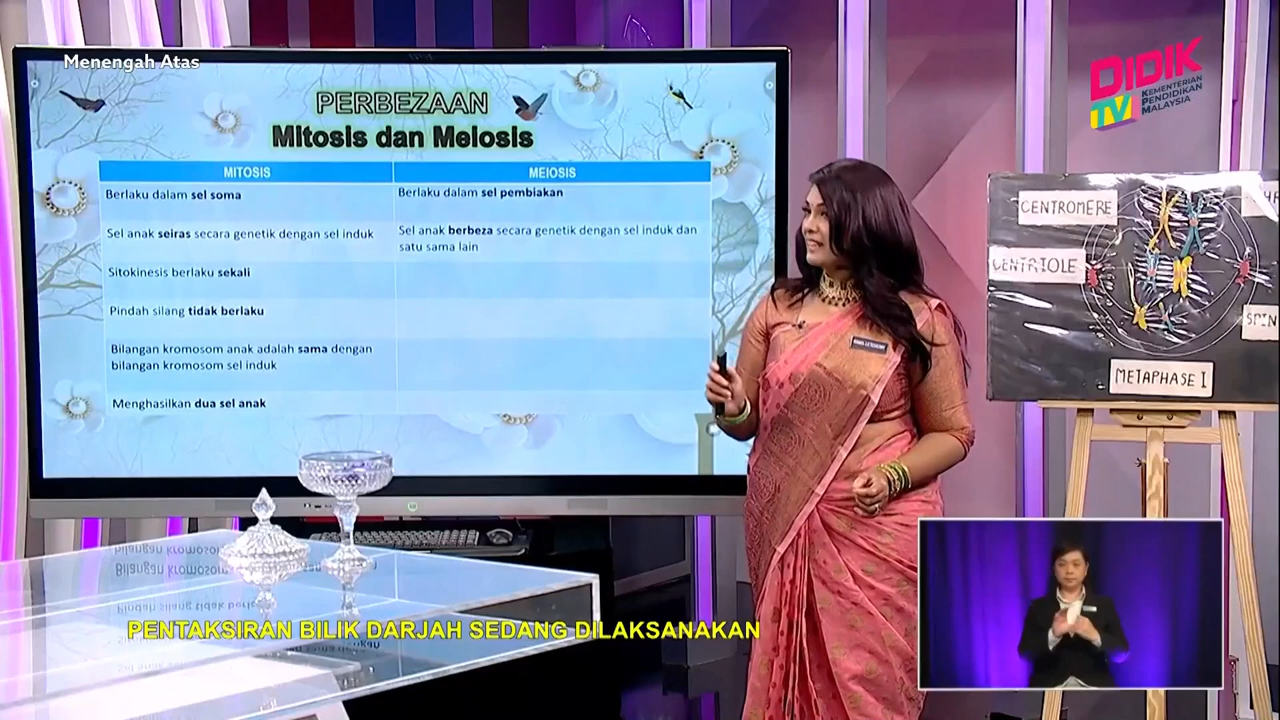 Menengah Atas
DIDIK
TV
KEMENTERIAN
PENDIDIKAN
MALAYSIA
PERBEZAAN
Mitosis dan Meiosis
MITOSIS
MEIOSIS
Berlaku dalam sel soma
Berlaku dalam sel pembiakan
Sel anak seiras secara genetik dengan sel induk
Sel anak berbeza secara genetik dengan sel induk dan
satu sama lain
Sitokinesis berlaku sekali
Pindah silang tidak berlaku
Bilangan kromosom anak adalah sama dengan
bilangan kromosom sel induk
Menghasilkan dua sel anak
CENTROMERE
CENTRIOLE
SPIN
METAPHASE I
PENTAKSIRAN BILIK DARJAH SEDANG DILAKSANAKAN